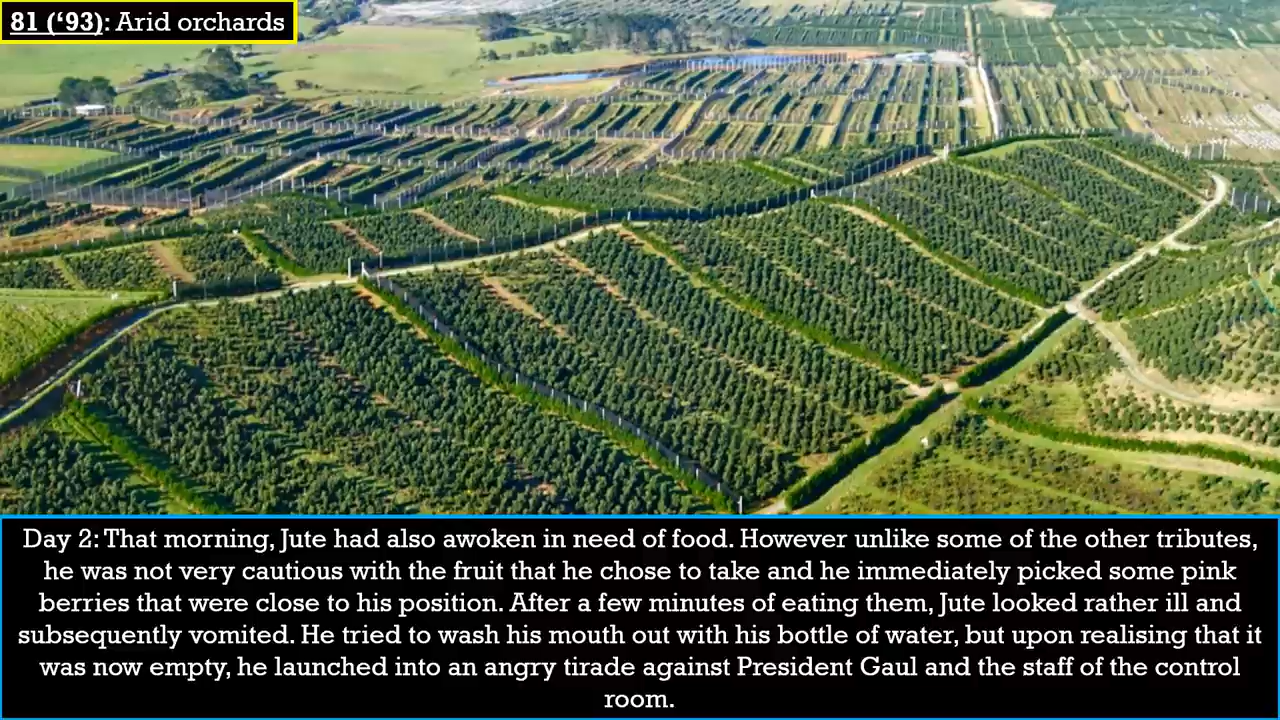 81 (‘93): Arid orchards
Day 2: That morning, Jute had also awoken in need of food. However unlike some of the other tributes,
he was not very cautious with the fruit that he chose to take and he immediately picked some pink
berries that were close to his position. After a few minutes of eating them, Jute looked rather ill and
subsequently vomited. He tried to wash his mouth out with his bottle of water, but upon realising that it
was now empty, he launched into an angry tirade against President Gaul and the staff of the control
room.